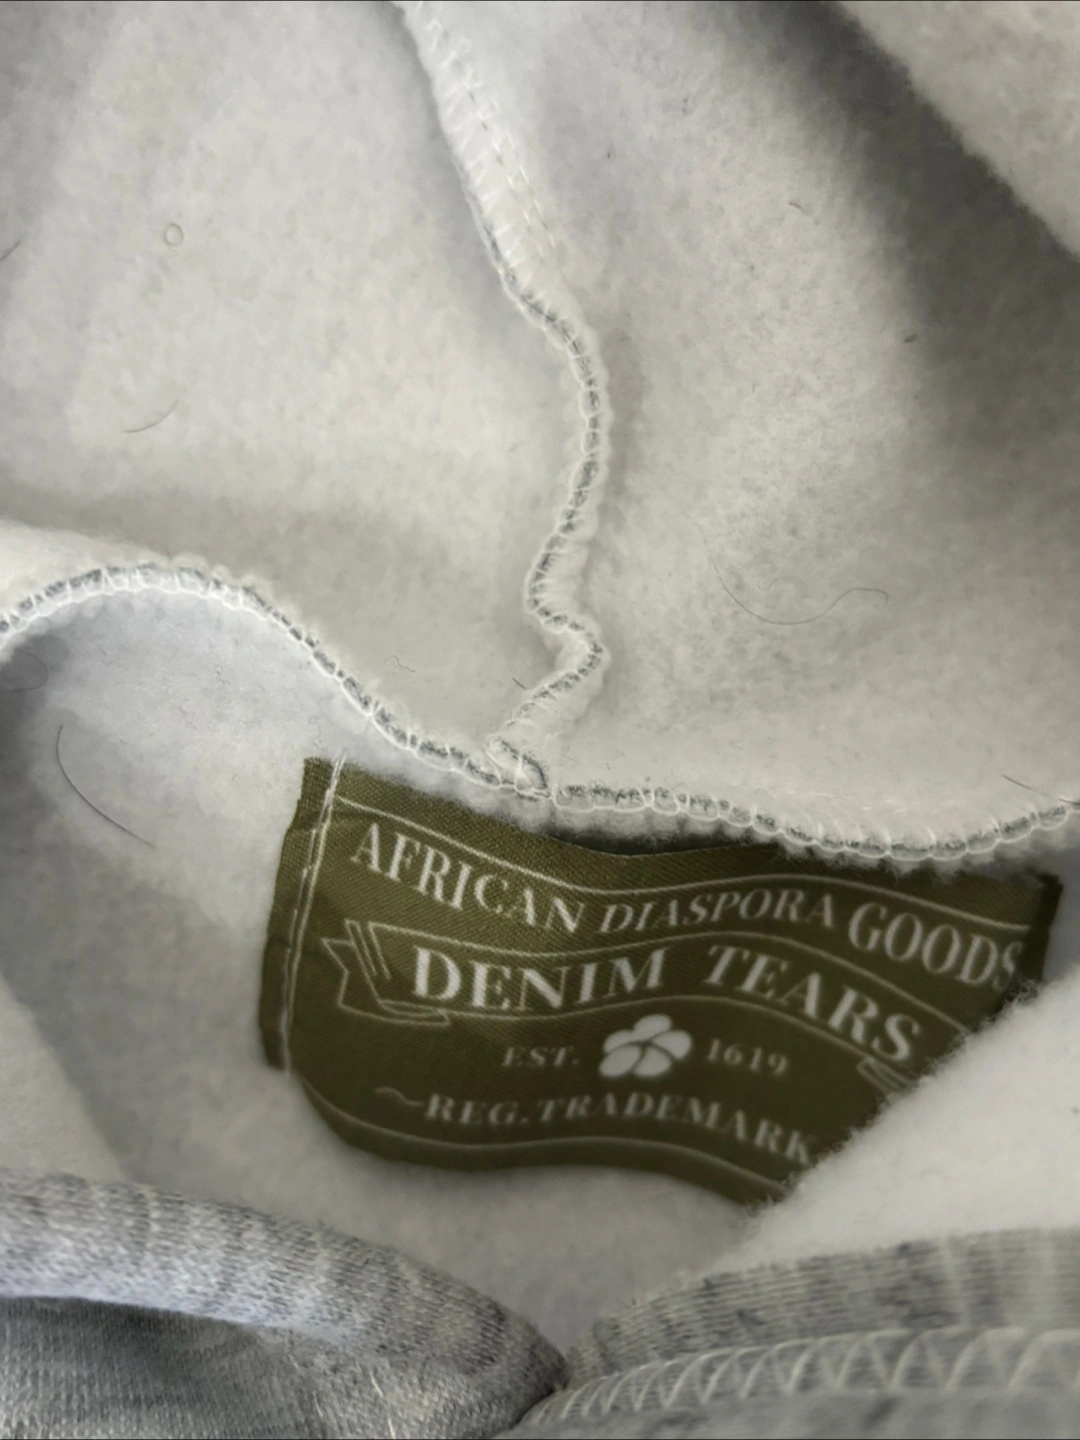 AFRICAN DIASPORA GOODS
DENIM TEARS
EST. 1619
~REG. TRADEMARK